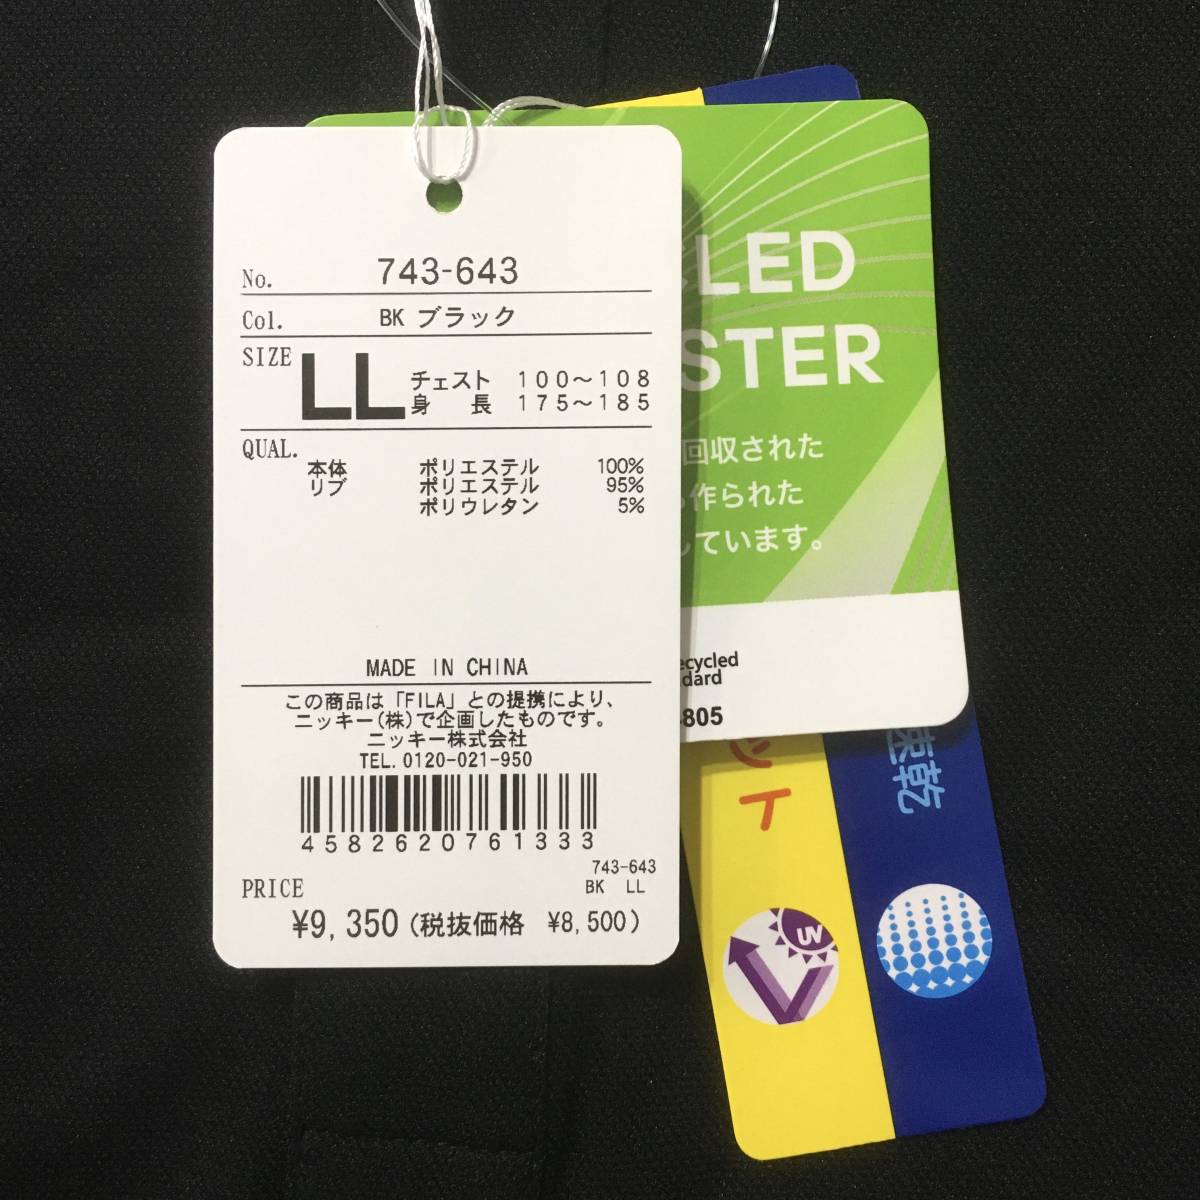 No. 743-643
Col. BK ブラック
SIZE LL チェスト 100～108
身長 175～185
QUAL.
本体 ポリエステル 100%
リブ ポリエステル 95%
ポリウレタン 5%
MADE IN CHINA
この商品は「FILA」との提携により、
ニッキー(株)で企画したものです。
ニッキー株式会社
TEL. 0120-021-950
4582620761333
743-643
BK LL
PRICE
¥9,350 (税抜価格 ¥8,500)
LED
STER
回収された
作られた
しています。
ecycled
dard
805
ット
速乾
UV